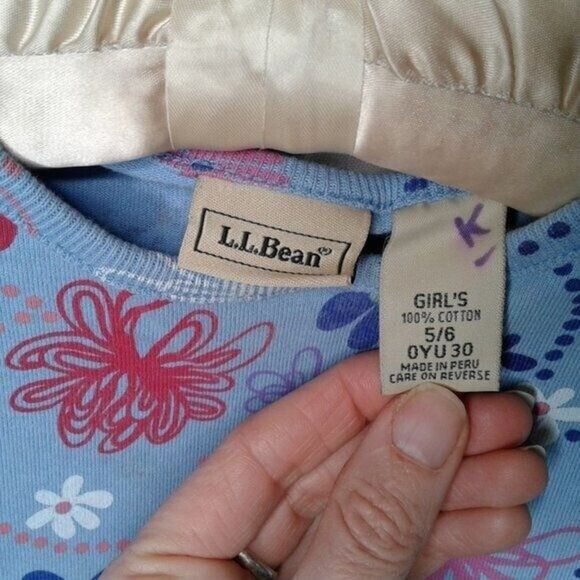 L.L.Bean®
K
GIRL'S
100% COTTON
5/6
0YU30
MADE IN PERU
CARE ON REVERSE